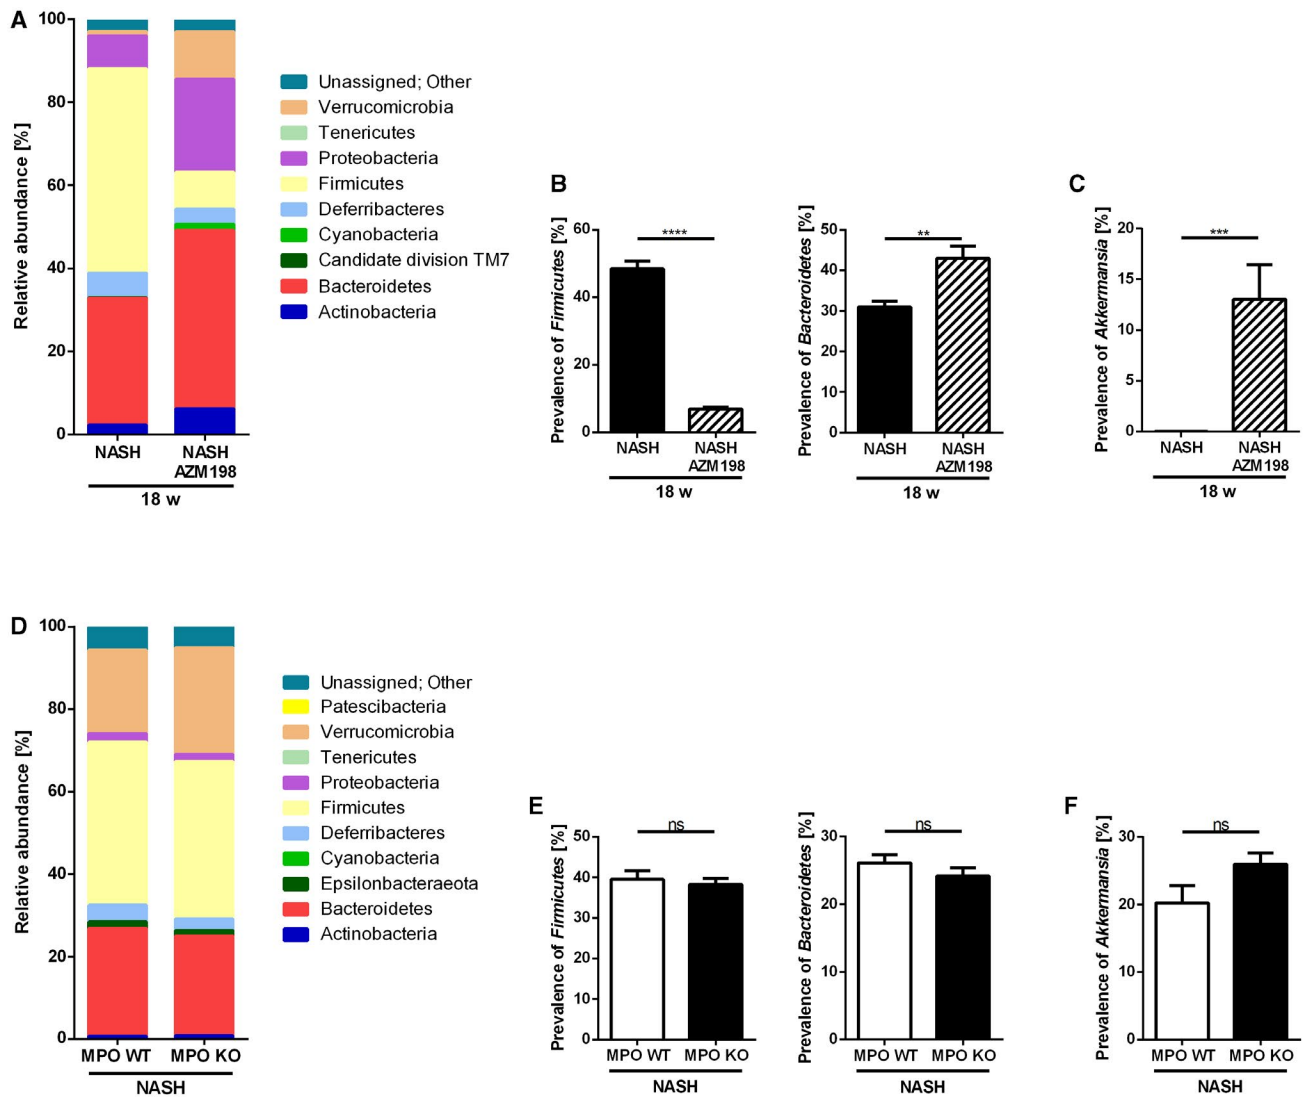 A
Relative abundance [%]
100
80
60
40
20
0
NASH
NASH
AZM198
18 w
Unassigned; Other
Verrucomicrobia
Tenericutes
Proteobacteria
Firmicutes
Deferribacteres
Cyanobacteria
Candidate division TM7
Bacteroidetes
Actinobacteria
B
Prevalence of Firmicutes [%]
60
40
20
0
****
NASH
NASH
AZM198
18 w
Prevalence of Bacteroidetes [%]
50
40
30
20
10
0
**
NASH
NASH
AZM198
18 w
C
Prevalence of Akkermansia [%]
20
15
10
5
0
***
NASH
NASH
AZM198
18 w
D
Relative abundance [%]
100
80
60
40
20
0
MPO WT
MPO KO
NASH
Unassigned; Other
Patescibacteria
Verrucomicrobia
Tenericutes
Proteobacteria
Firmicutes
Deferribacteres
Cyanobacteria
Epsilonbacteraeota
Bacteroidetes
Actinobacteria
E
Prevalence of Firmicutes [%]
50
40
30
20
10
0
ns
MPO WT
MPO KO
NASH
Prevalence of Bacteroidetes [%]
30
20
10
0
ns
MPO WT
MPO KO
NASH
F
Prevalence of Akkermansia [%]
30
20
10
0
ns
MPO WT
MPO KO
NASH